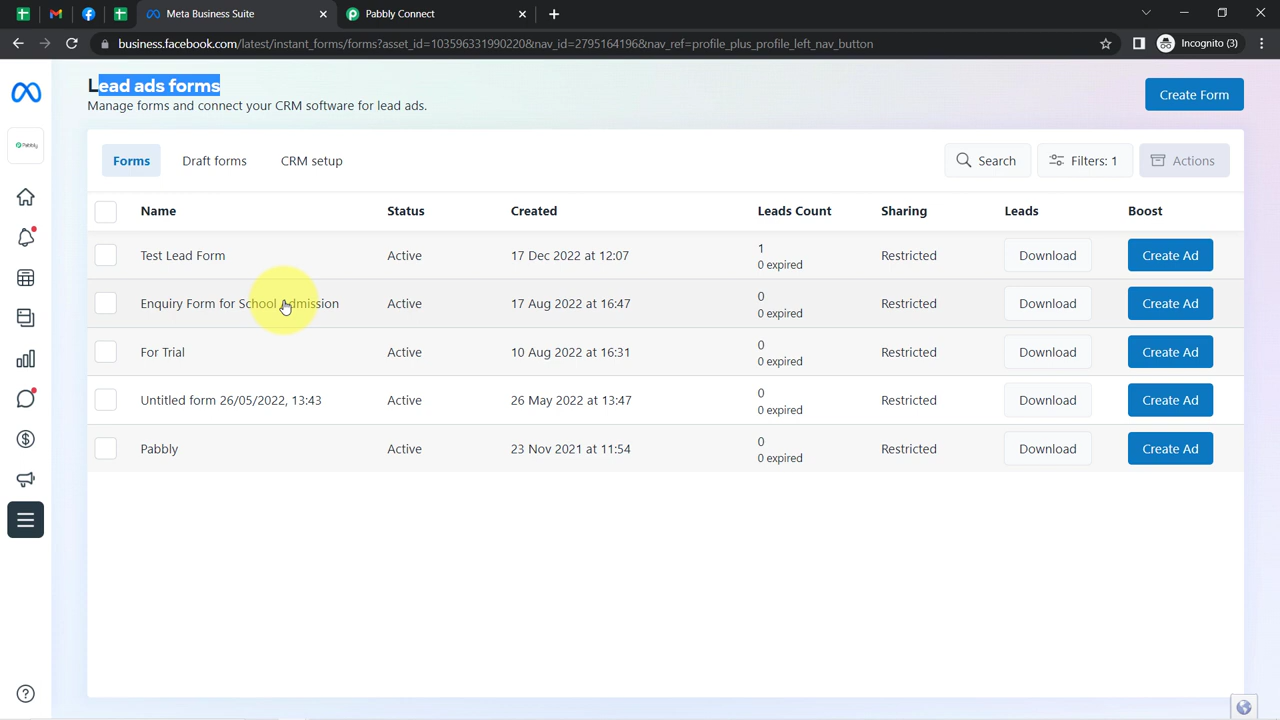 Meta Business Suite
Pabbly Connect
business.facebook.com/latest/instant_forms/forms?asset_id=103596331990220&nav_id=2795164196&nav_ref=profile_plus_profile_left_nav_button
Incognito (3)
Lead ads forms
Manage forms and connect your CRM software for lead ads.
Create Form
Pabbly
Forms Draft forms CRM setup Search Filters: 1 Actions
Name Status Created Leads Count Sharing Leads Boost
Test Lead Form Active 17 Dec 2022 at 12:07 1 Restricted Download Create Ad
0 expired
Enquiry Form for School Admission Active 17 Aug 2022 at 16:47 0 Restricted Download Create Ad
0 expired
For Trial Active 10 Aug 2022 at 16:31 0 Restricted Download Create Ad
0 expired
Untitled form 26/05/2022, 13:43 Active 26 May 2022 at 13:47 0 Restricted Download Create Ad
0 expired
Pabbly Active 23 Nov 2021 at 11:54 0 Restricted Download Create Ad
0 expired